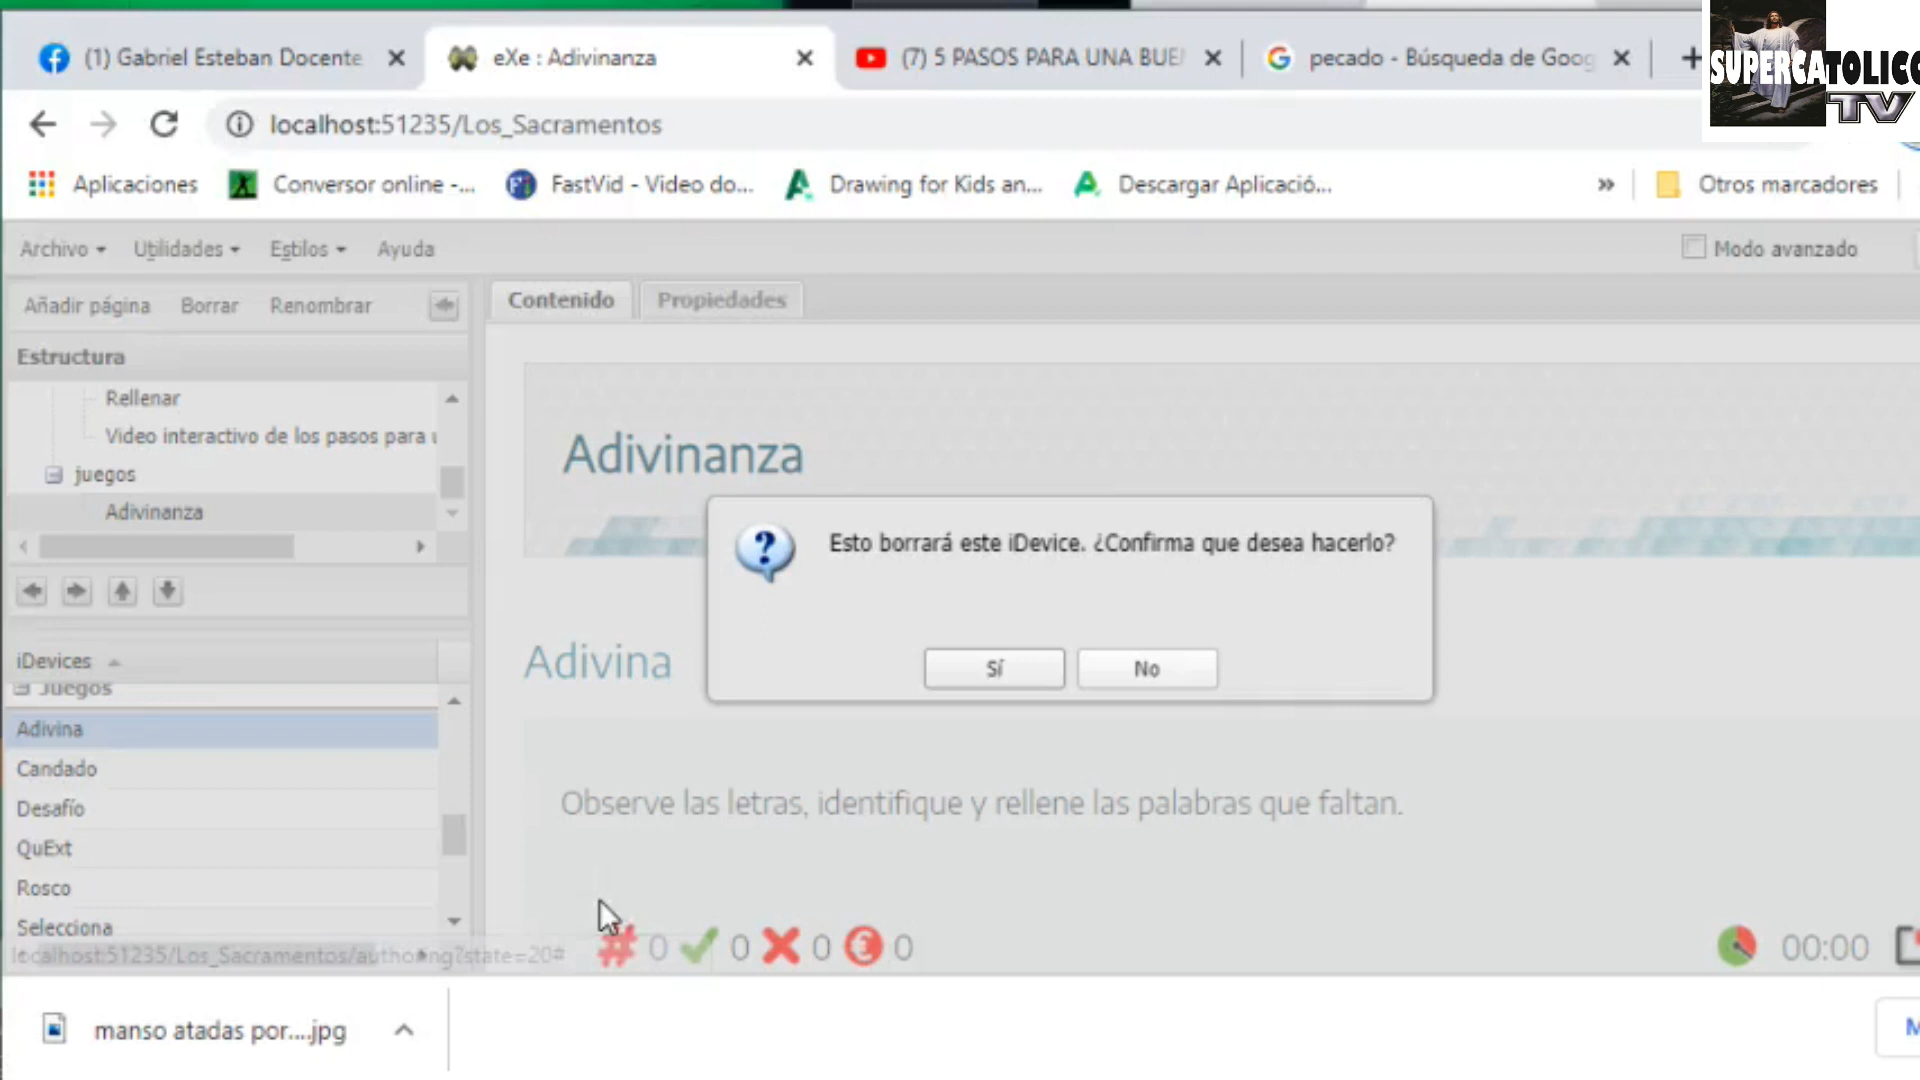 (1) Gabriel Esteban Docente
eXe : Adivinanza
(7) 5 PASOS PARA UNA BUE
pecado - Búsqueda de Goog
SUPERCATOLICO
TV
localhost:51235/Los_Sacramentos
Aplicaciones
Conversor online -...
FastVid - Video do...
Drawing for Kids an...
Descargar Aplicació...
»
Otros marcadores
Archivo
Utilidades
Estilos
Ayuda
Modo avanzado
Añadir página
Borrar
Renombrar
Contenido
Propiedades
Estructura
Rellenar
Video interactivo de los pasos para
juegos
Adivinanza
Adivinanza
Esto borrará este iDevice. ¿Confirma que desea hacerlo?
Sí
No
iDevices
Juegos
Adivina
Candado
Desafío
QuExt
Rosco
Selecciona
Adivina
Observe las letras, identifique y rellene las palabras que faltan.
localhost:51235/Los_Sacramentos/authoring?state=20#
# 0
0
0
0
00:00
manso atadas por....jpg
M